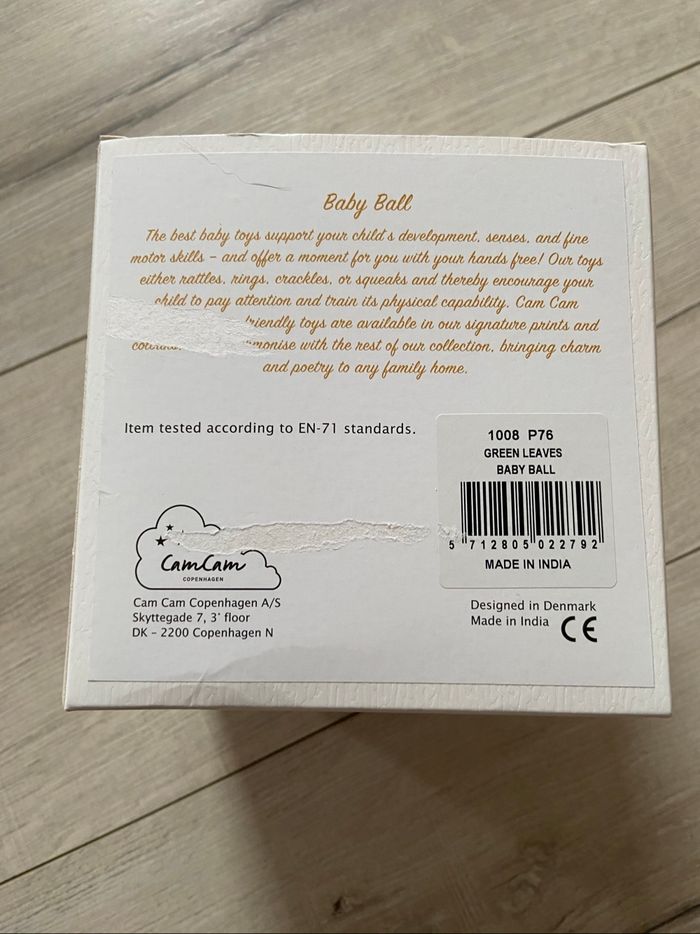 Baby Ball
The best baby toys support your child's development, senses, and fine
motor skills – and offer a moment for you with your hands free! Our toys
either rattles, rings, crackles, or squeaks and thereby encourage your
child to pay attention and train its physical capability. Cam Cam
friendly toys are available in our signature prints and
with the rest of our collection, bringing charm
and poetry to any family home.
Item tested according to EN-71 standards.
1008 P76
GREEN LEAVES
BABY BALL
5 712805 022792
MADE IN INDIA
CamCam
COPENHAGEN
Cam Cam Copenhagen A/S
Skyttegade 7, 3' floor
DK – 2200 Copenhagen N
Designed in Denmark
Made in India CE